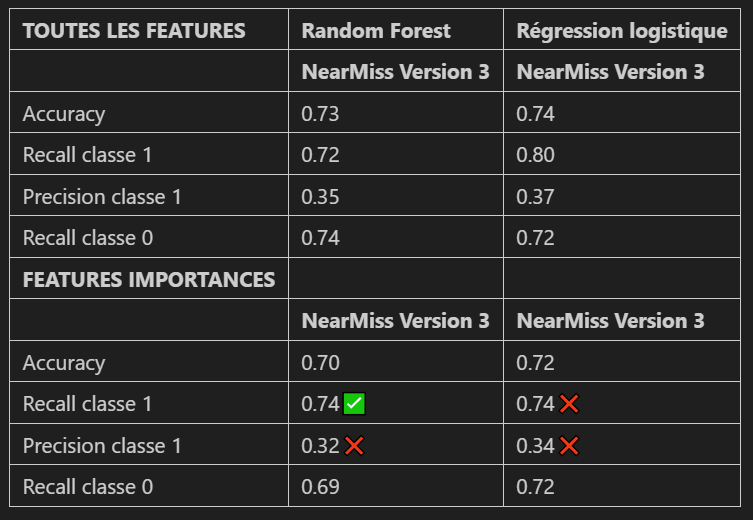 TOUTES LES FEATURES Random Forest Régression logistique
NearMiss Version 3 NearMiss Version 3
Accuracy 0.73 0.74
Recall classe 1 0.72 0.80
Precision classe 1 0.35 0.37
Recall classe 0 0.74 0.72
FEATURES IMPORTANCES
NearMiss Version 3 NearMiss Version 3
Accuracy 0.70 0.72
Recall classe 1 0.74✅ 0.74❌
Precision classe 1 0.32❌ 0.34❌
Recall classe 0 0.69 0.72